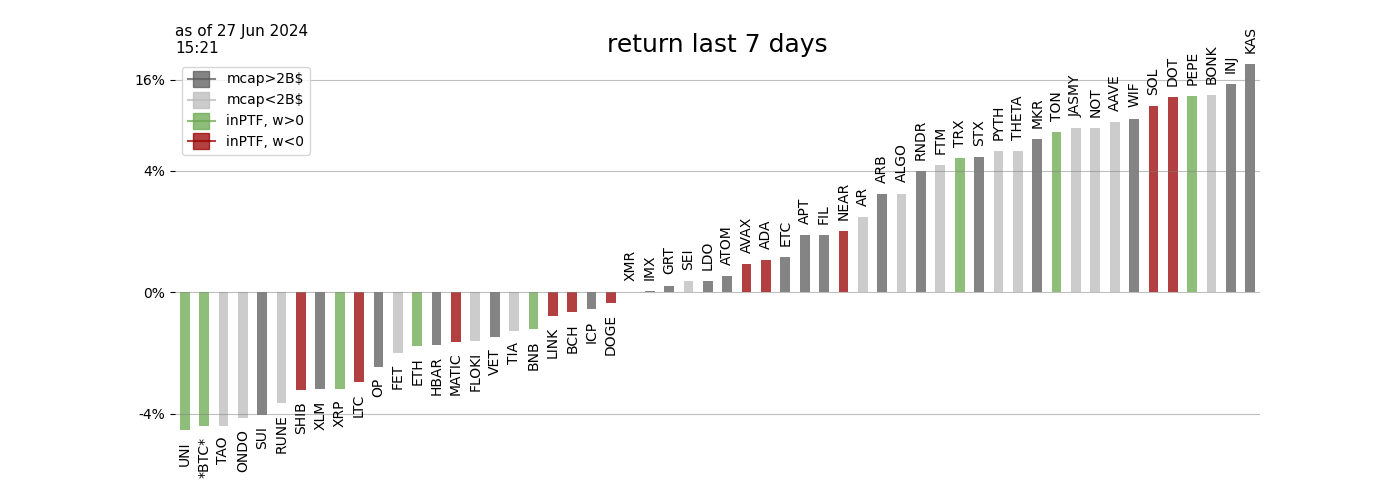 as of 27 Jun 2024
15:21
return last 7 days
mcap>2B$
mcap<2B$
inPTF, w>0
inPTF, w<0
16%
4%
0%
-4%
UNI
*BTC*
TAO
ONDO
SUI
RUNE
SHIB
XLM
XRP
LTC
OP
FET
ETH
HBAR
MATIC
FLOKI
VET
TIA
BNB
LINK
BCH
ICP
DOGE
XMR
IMX
GRT
SEI
LDO
ATOM
AVAX
ADA
ETC
APT
FIL
NEAR
AR
ARB
ALGO
RNDR
FTM
TRX
STX
PYTH
THETA
MKR
TON
JASMY
NOT
AAVE
WIF
SOL
DOT
PEPE
BONK
INJ
KAS